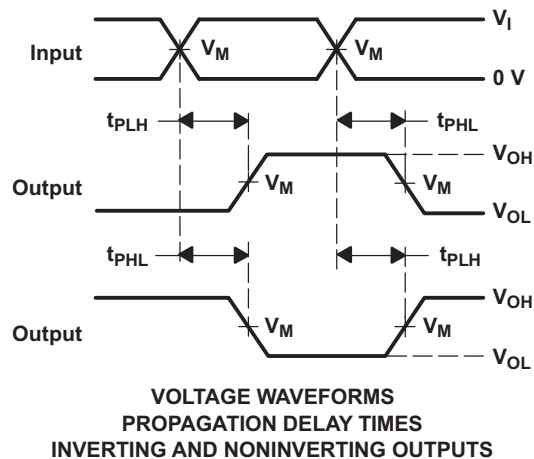 V_I
Input V_M V_M
0 V
t_PLH t_PHL
V_OH
Output V_M V_M
V_OL
t_PHL t_PLH
V_OH
Output V_M V_M
V_OL
VOLTAGE WAVEFORMS
PROPAGATION DELAY TIMES
INVERTING AND NONINVERTING OUTPUTS